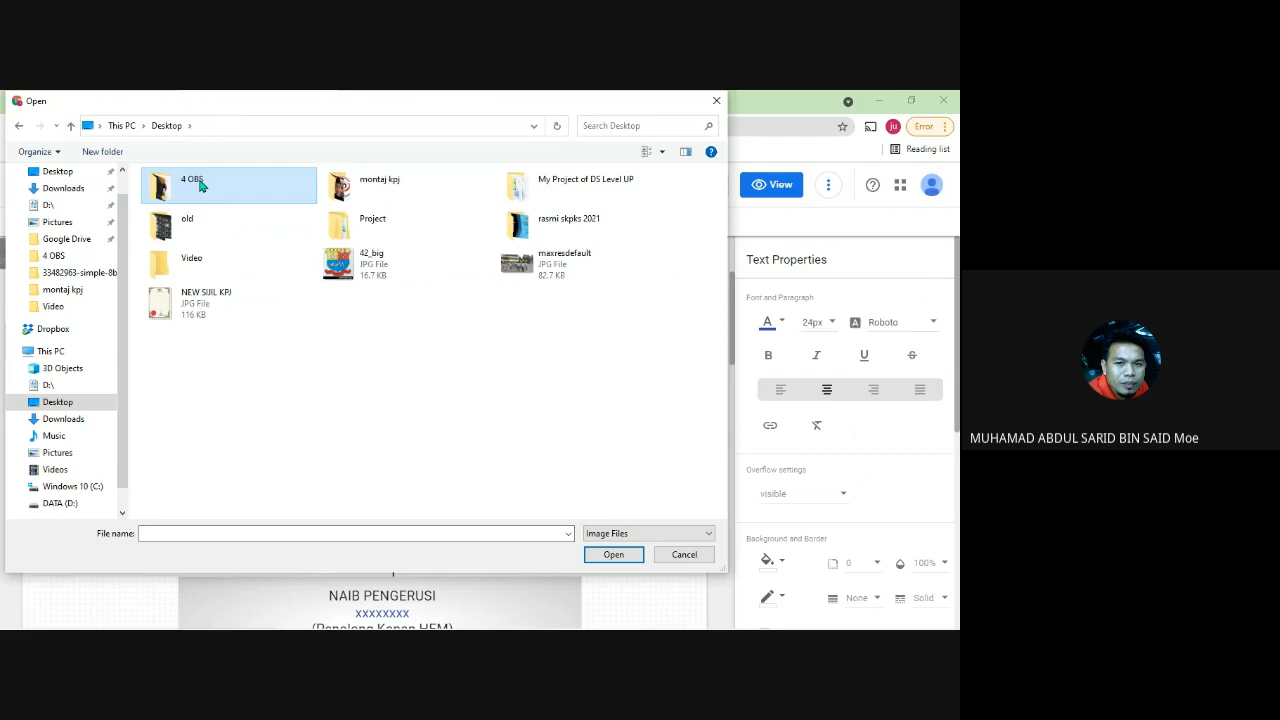 Open
This PC
Desktop
Search Desktop
Error
Organize
New folder
Reading list
Desktop
Downloads
D:\
Pictures
Google Drive
4 OBS
33482963-simple-8b
montaj kpj
Video
Dropbox
This PC
3D Objects
D:\
Desktop
Downloads
Music
Pictures
Videos
Windows 10 (C:)
DATA (D:)
4 OBS
montaj kpj
My Project of DS Level UP
old
Project
rasmi skpks 2021
Video
42_big
JPG File
16.7 KB
maxresdefault
JPG File
82.7 KB
NEW SIJIL KPJ
JPG File
116 KB
File name:
Image Files
Open
Cancel
View
ju
Text Properties
Font and Paragraph
A
24px
A
Roboto
B
I
U
S
Overflow settings
visible
Background and Border
0
100%
None
Solid
NAIB PENGERUSI
XXXXXXXX
(Penolong Kanan HEM)
MUHAMAD ABDUL SARID BIN SAID Moe